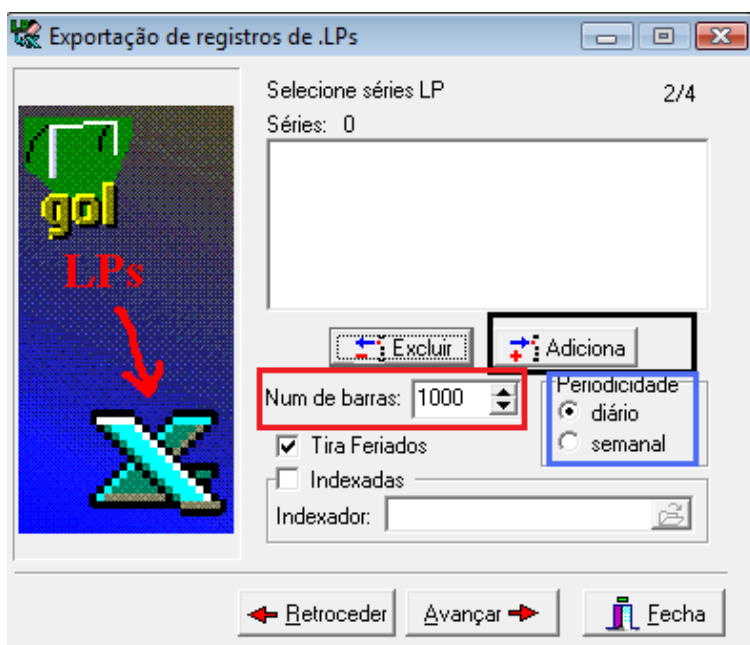 Exportação de registros de .LPs
Selecione séries LP 2/4
Séries: 0
gol
LPs
Excluir Adiciona
Num de barras: 1000 Periodicidade
diário
Tira Feriados semanal
Indexadas
Indexador:
Retroceder Avançar Fecha